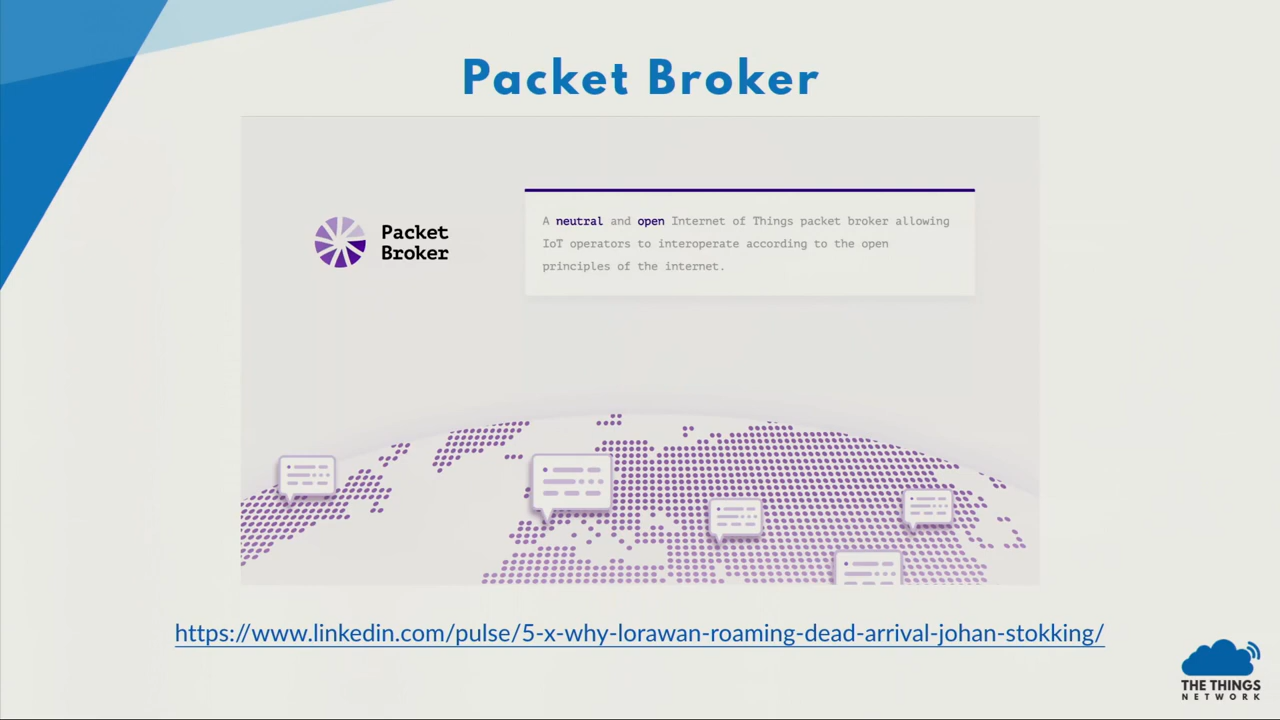 Packet Broker
Packet
Broker
A neutral and open Internet of Things packet broker allowing
IoT operators to interoperate according to the open
principles of the internet.
https://www.linkedin.com/pulse/5-x-why-lorawan-roaming-dead-arrival-johan-stokking/
THE THINGS
NETWORK